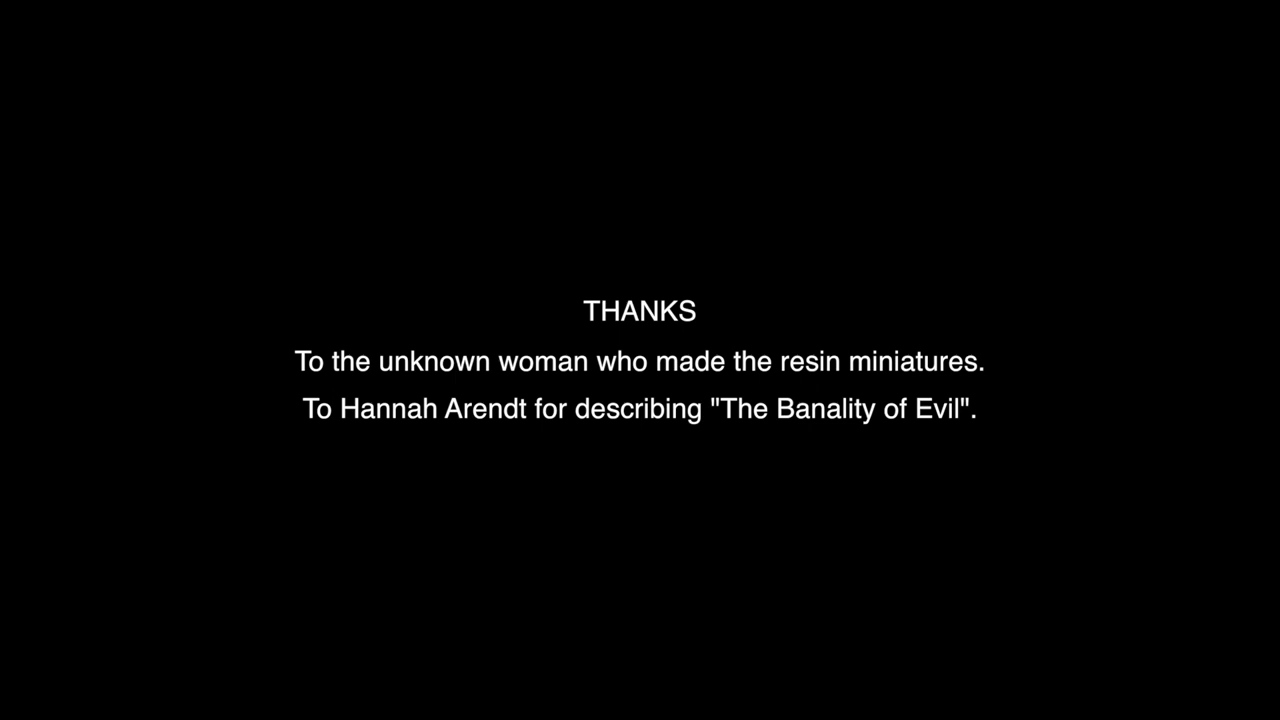 THANKS
To the unknown woman who made the resin miniatures.
To Hannah Arendt for describing "The Banality of Evil".